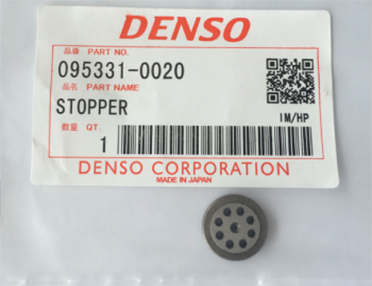 DENSO
品番 PART NO.
095331-0020
品名 PART NAME
STOPPER
IM/HP
数量 QT.
1
DENSO CORPORATION
MADE IN JAPAN